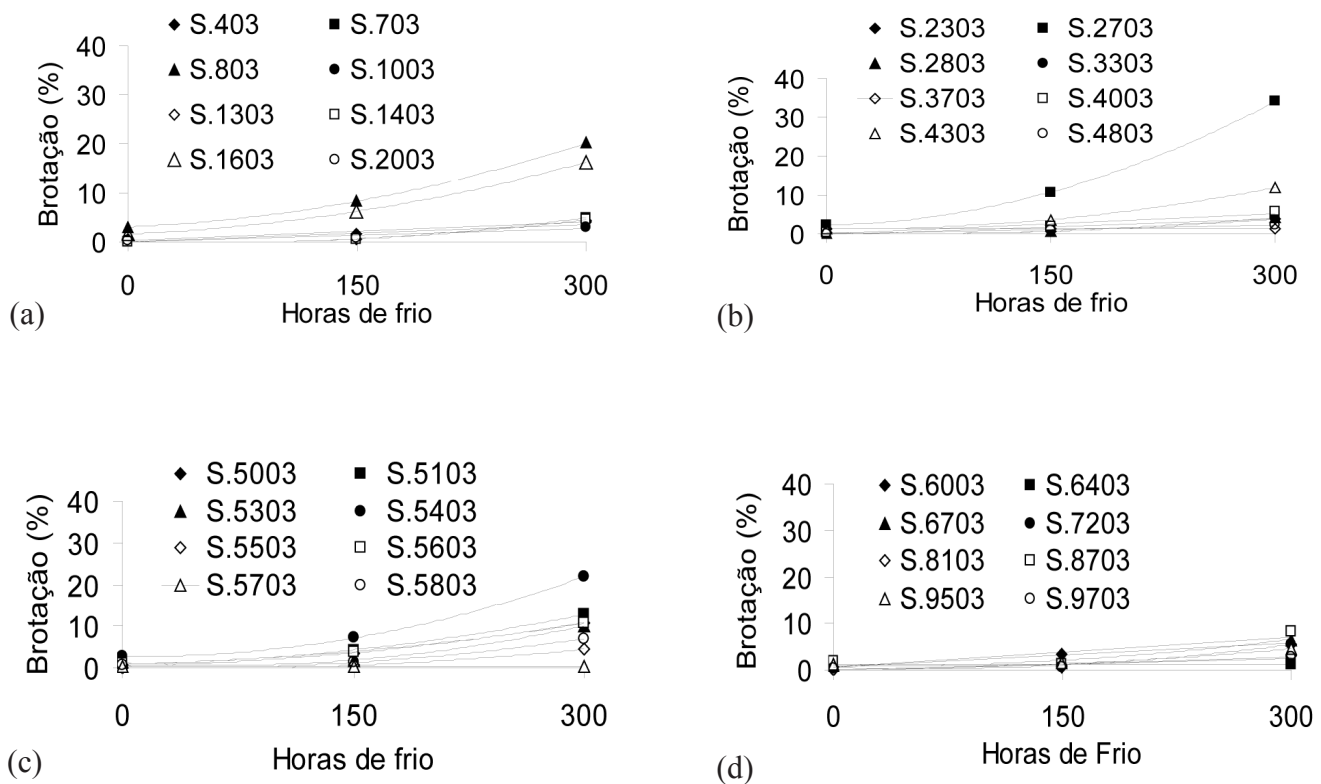 S.403 S.703
S.803 S.1003
S.1303 S.1403
S.1603 S.2003
Brotação (%)
40
30
20
10
0
0 150 300
Horas de frio
(a)
S.2303 S.2703
S.2803 S.3303
S.3703 S.4003
S.4303 S.4803
Brotação (%)
40
30
20
10
0
0 150 300
Horas de frio
(b)
S.5003 S.5103
S.5303 S.5403
S.5503 S.5603
S.5703 S.5803
Brotação (%)
40
30
20
10
0
0 150 300
Horas de frio
(c)
S.6003 S.6403
S.6703 S.7203
S.8103 S.8703
S.9503 S.9703
Brotação (%)
40
30
20
10
0
0 150 300
Horas de Frio
(d)